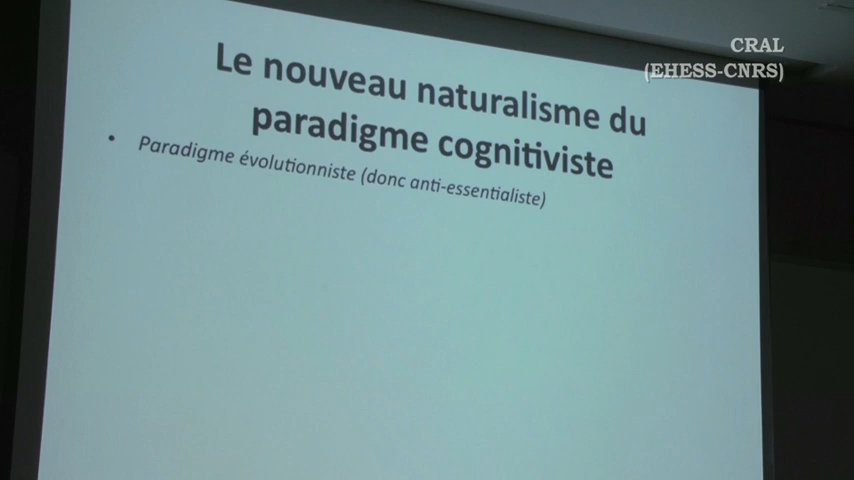 CRAL
(EHESS-CNRS)
Le nouveau naturalisme du
paradigme cognitiviste
• Paradigme évolutionniste (donc anti-essentialiste)